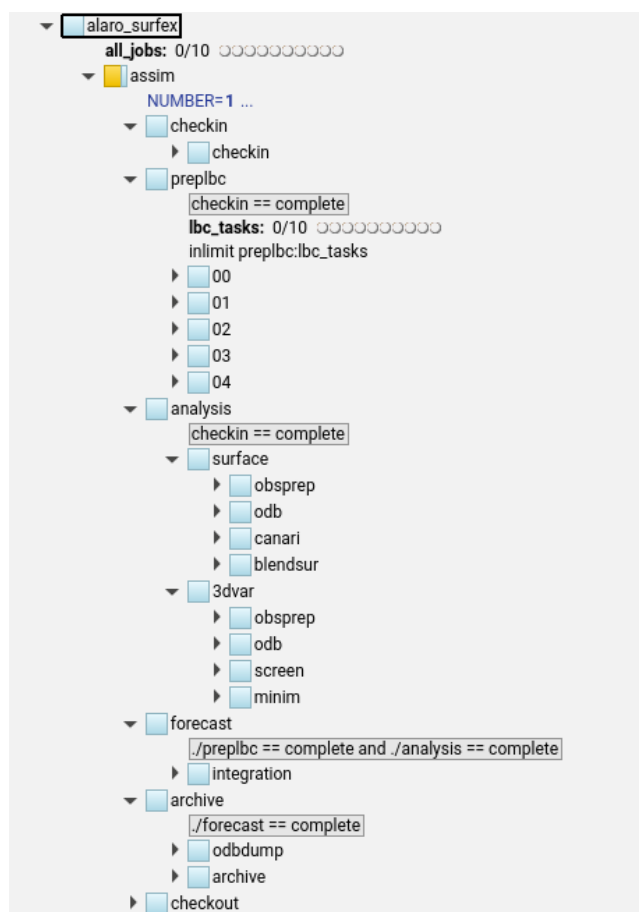 alaro_surfex
all_jobs: 0/10
assim
NUMBER=1 ...
checkin
checkin
preplbc
checkin == complete
lbc_tasks: 0/10
inlimit preplbc:lbc_tasks
00
01
02
03
04
analysis
checkin == complete
surface
obsprep
odb
canari
blendsur
3dvar
obsprep
odb
screen
minim
forecast
./preplbc == complete and ./analysis == complete
integration
archive
./forecast == complete
odbdump
archive
checkout